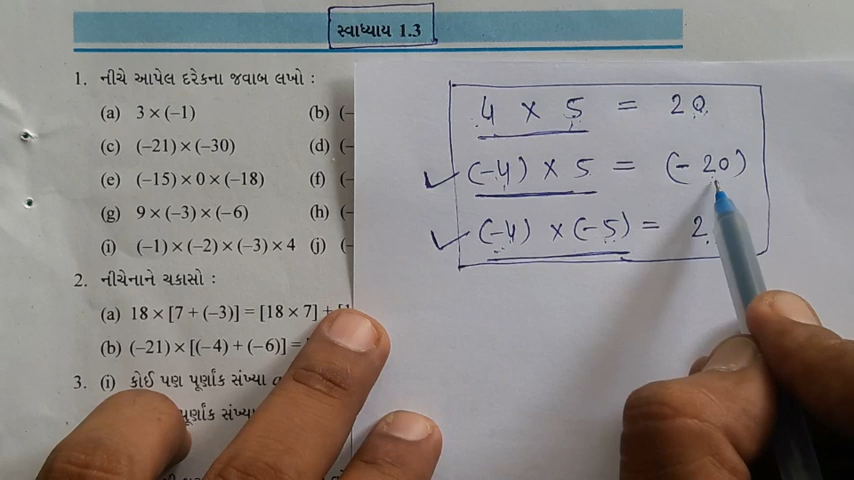 સ્વાધ્યાય 1.3
1. નીચે આપેલ દરેકના જવાબ લખો :
(a) 3 × (–1)
(b) (–
(c) (–21) × (–30)
(d) (–
(e) (–15) × 0 × (–18)
(f) (–
(g) 9 × (–3) × (–6)
(h) (–
(i) (–1) × (–2) × (–3) × 4
(j) (–
2. નીચેનાને ચકાસો :
(a) 18 × [7 + (–3)] = [18 × 7] +
(b) (–21) × [(–4) + (–6)] =
3. (i) કોઈ પણ પૂર્ણાંક સંખ્યા
પૂર્ણાંક સંખ્યા
4 × 5 = 20
(-4) × 5 = (-20)
(-4) × (-5) = 2